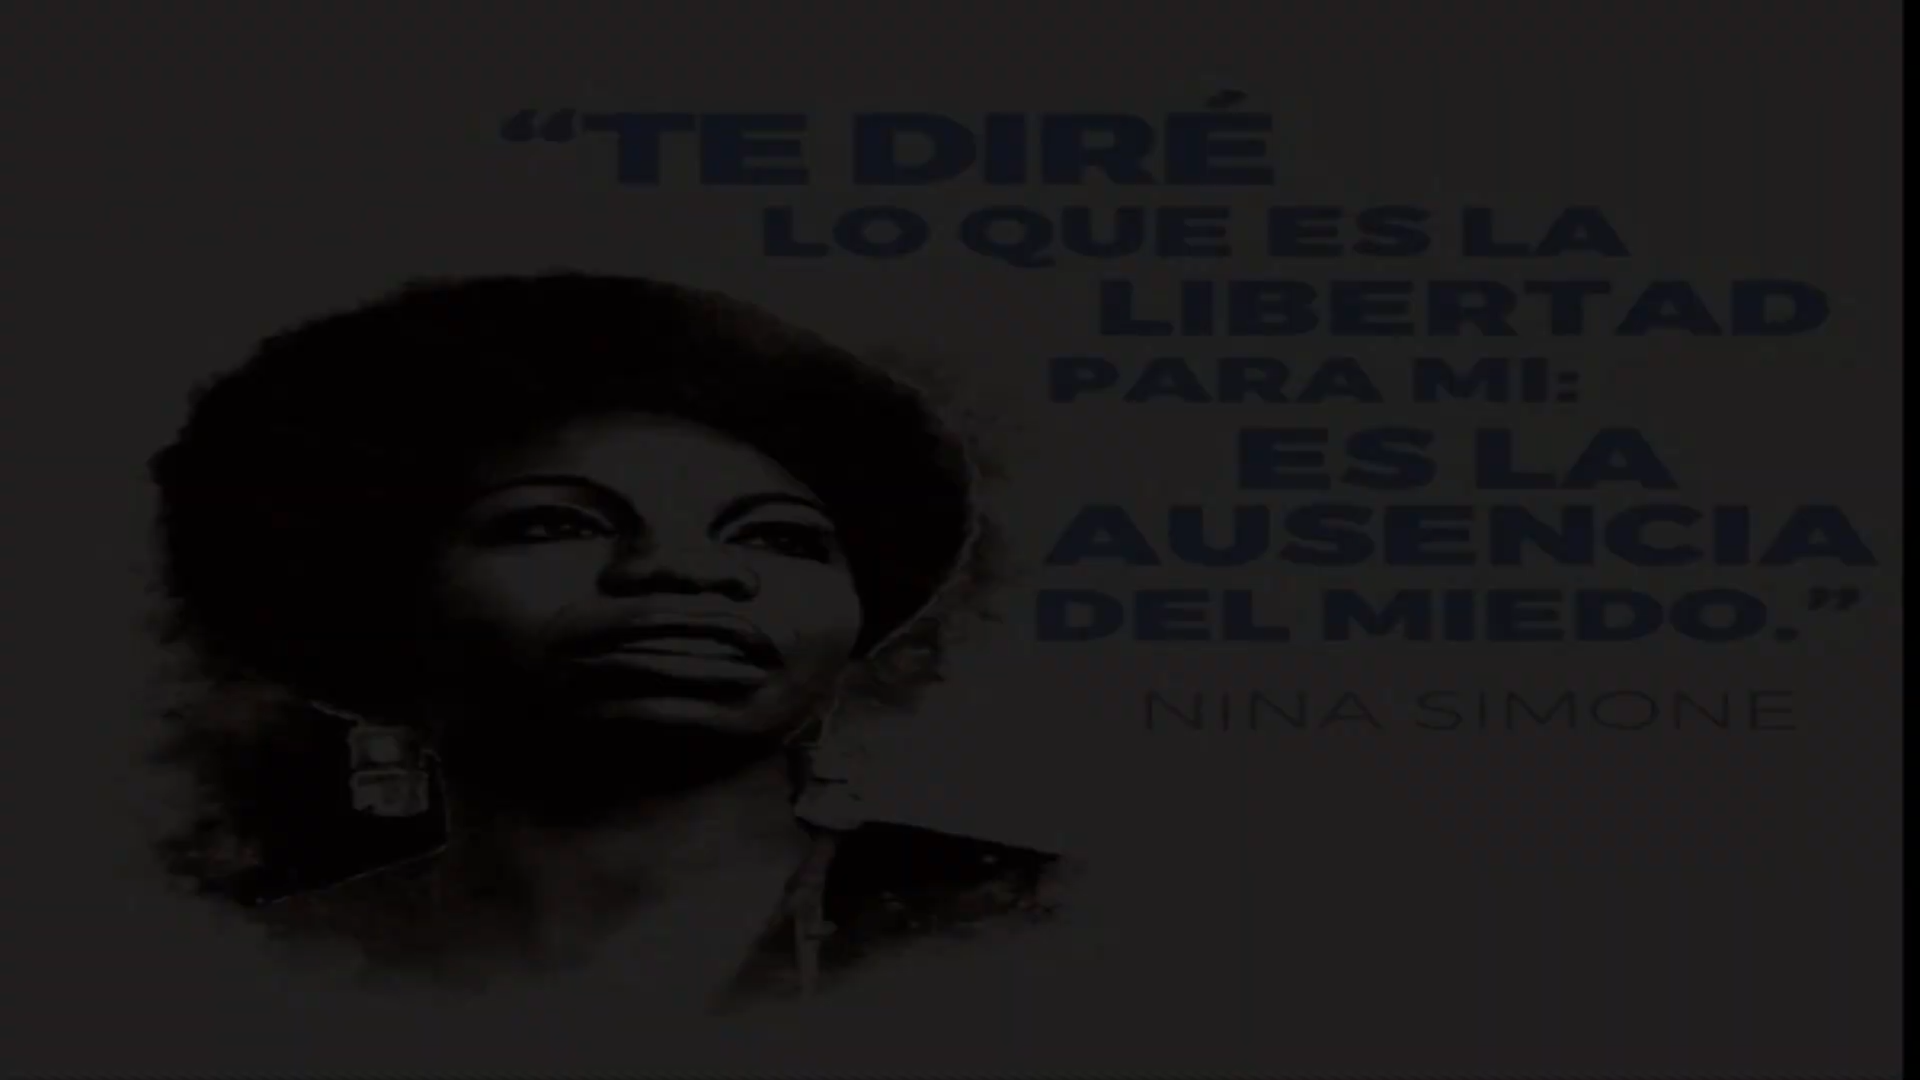 “TE DIRÉ
LO QUE ES LA
LIBERTAD
PARA MI:
ES LA
AUSENCIA
DEL MIEDO.”
NINA SIMONE